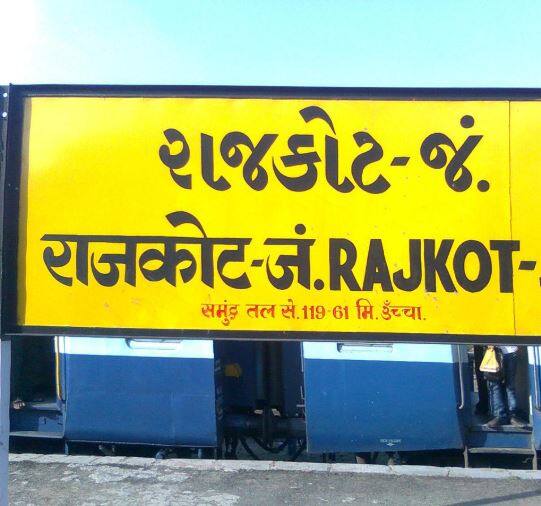 રાજકોટ-જં.
राजकोट-जं. RAJKOT-
समुंद्र तल से. 119-61 मि. ऊँचा.